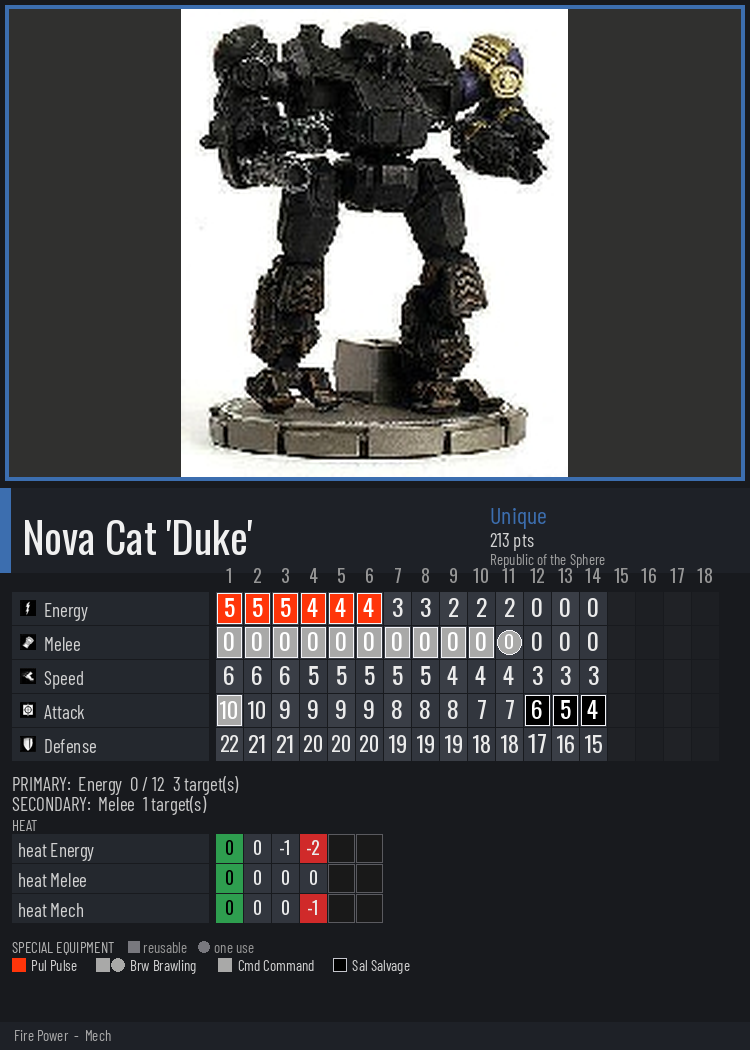 Nova Cat 'Duke'
Unique
213 pts
Republic of the Sphere
1 2 3 4 5 6 7 8 9 10 11 12 13 14 15 16 17 18
Energy 5 5 5 4 4 4 3 3 2 2 2 0 0 0
Melee 0 0 0 0 0 0 0 0 0 0 0 0 0 0
Speed 6 6 6 5 5 5 5 5 4 4 4 3 3 3
Attack 10 10 9 9 9 9 8 8 8 7 7 6 5 4
Defense 22 21 21 20 20 20 19 19 19 18 18 17 16 15
PRIMARY: Energy 0 / 12 3 target(s)
SECONDARY: Melee 1 target(s)
HEAT
heat Energy 0 0 -1 -2
heat Melee 0 0 0 0
heat Mech 0 0 0 -1
SPECIAL EQUIPMENT reusable one use
Pul Pulse Brw Brawling Cmd Command Sal Salvage
Fire Power - Mech